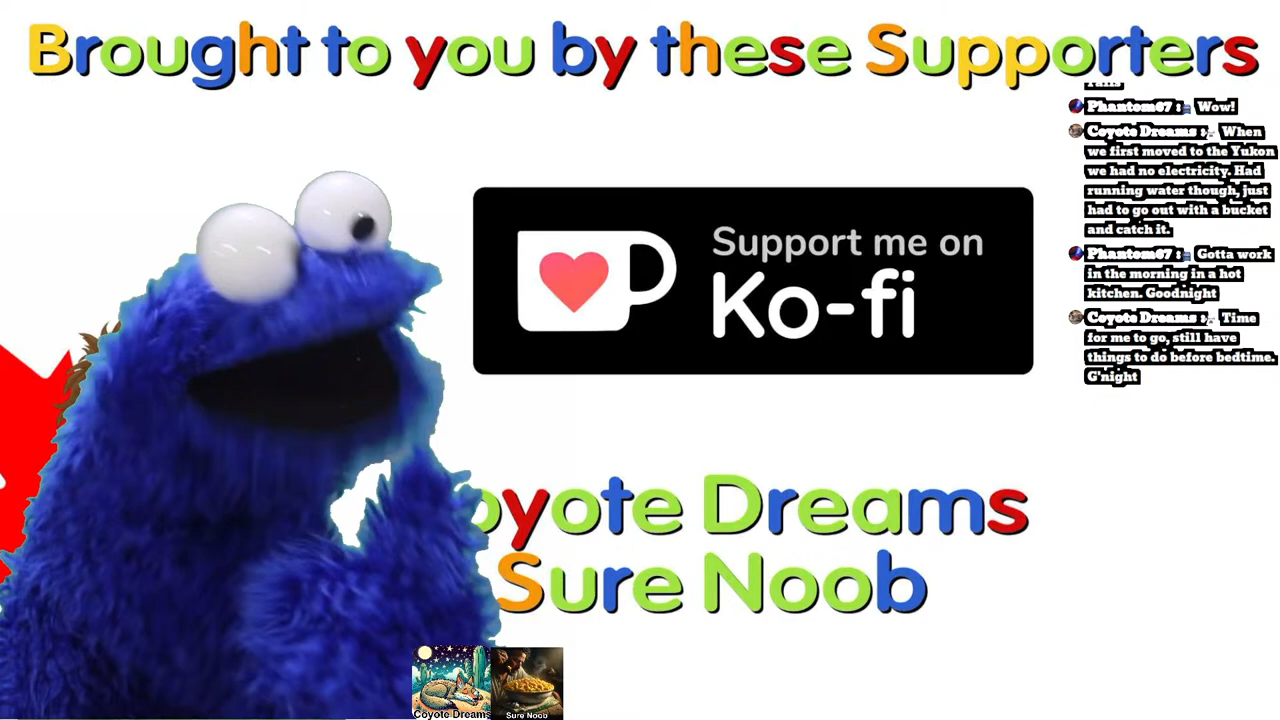 Brought to you by these Supporters
Phantom67 : Wow!
Coyote Dreams : When
we first moved to the Yukon
we had no electricity. Had
running water though, just
had to go out with a bucket
and catch it.
Phantom67 : Gotta work
in the morning in a hot
kitchen. Goodnight
Coyote Dreams : Time
for me to go, still have
things to do before bedtime.
G'night
Support me on
Ko-fi
oyote Dreams
Sure Noob
Coyote Dreams
Sure Noob